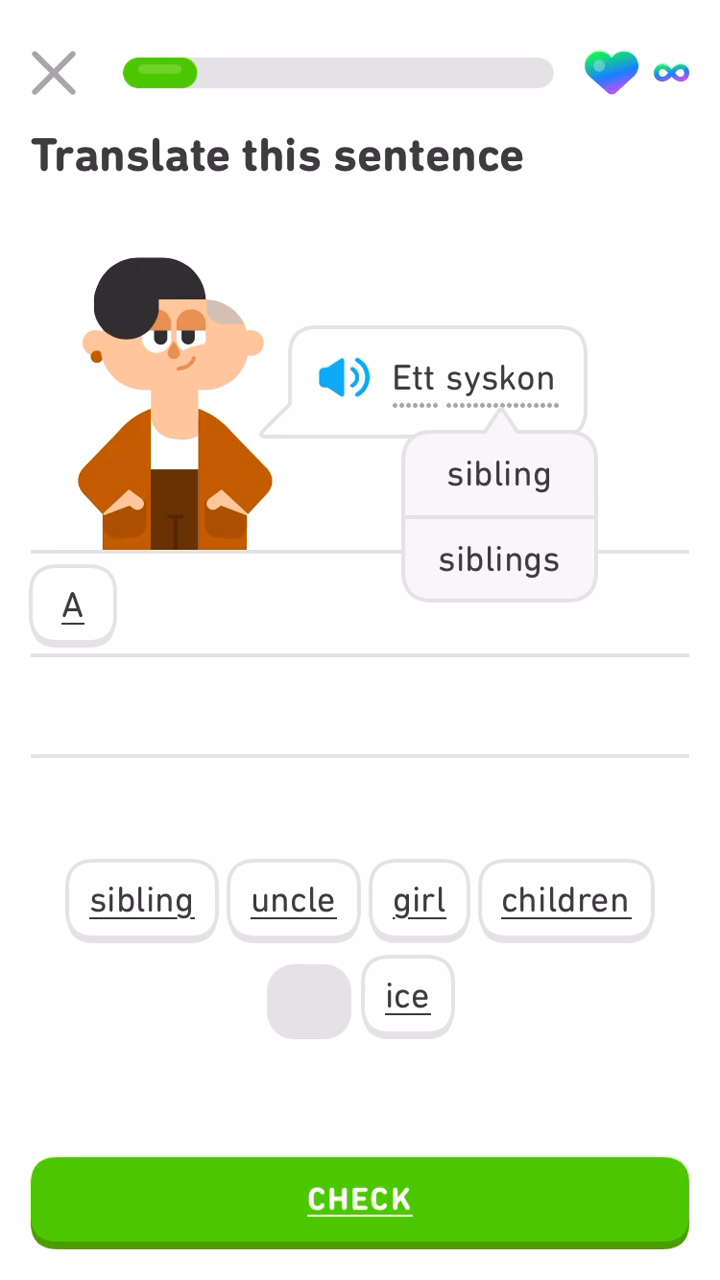 Translate this sentence
Ett syskon
sibling
siblings
A
sibling uncle girl children
ice
CHECK